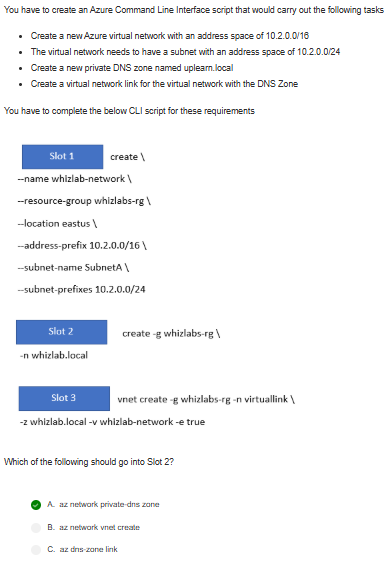 You have to create an Azure Command Line Interface script that would carry out the following tasks
• Create a new Azure virtual network with an address space of 10.2.0.0/16
• The virtual network needs to have a subnet with an address space of 10.2.0.0/24
• Create a new private DNS zone named uplearn.local
• Create a virtual network link for the virtual network with the DNS Zone
You have to complete the below CLI script for these requirements
Slot 1 create \
--name whizlab-network \
--resource-group whizlabs-rg \
--location eastus \
--address-prefix 10.2.0.0/16 \
--subnet-name SubnetA \
--subnet-prefixes 10.2.0.0/24
Slot 2 create -g whizlabs-rg \
-n whizlab.local
Slot 3 vnet create -g whizlabs-rg -n virtuallink \
-z whizlab.local -v whizlab-network -e true
Which of the following should go into Slot 2?
A. az network private-dns zone
B. az network vnet create
C. az dns-zone link